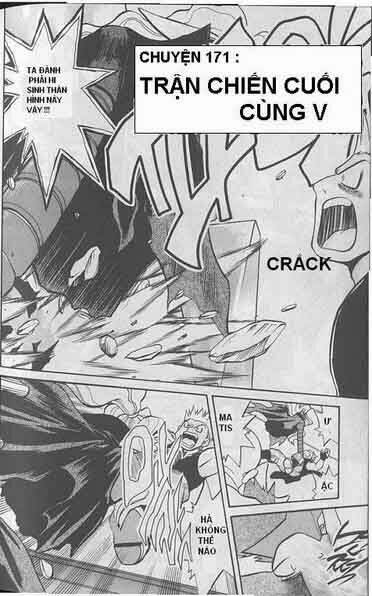 CHUYỆN 171 :
TRẬN CHIẾN CUỐI
CÙNG V
TA ĐÀNH
PHẢI HI
SINH THÂN
HÌNH NÀY
VẬY !!!
CRACK
Ư
ẶC
MA
TIS
HÀ
KHÔNG
THỂ
NÀO